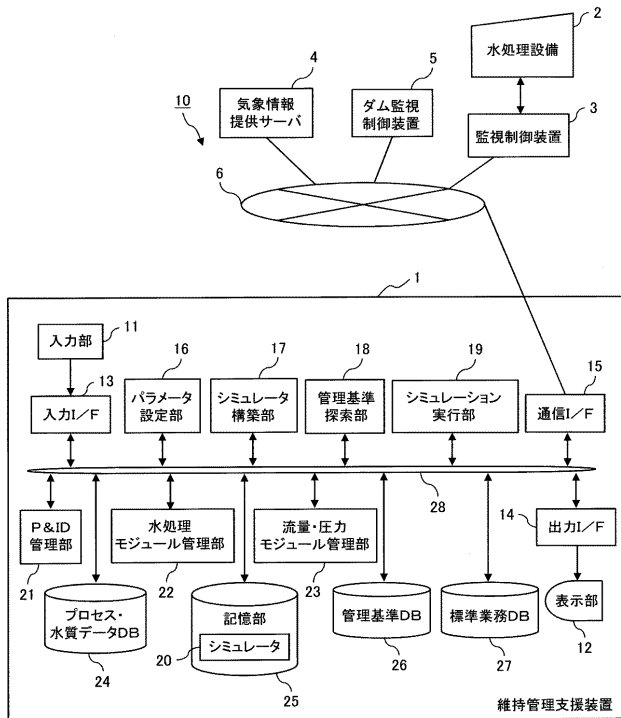 2
水処理設備
4
5
10
気象情報
提供サーバ
ダム監視
制御装置
3
監視制御装置
6
1
入力部
11
13
入力I/F
16
パラメータ
設定部
17
シミュレータ
構築部
18
管理基準
探索部
19
シミュレーション
実行部
15
通信I/F
28
P&ID
管理部
21
水処理
モジュール管理部
22
流量・圧力
モジュール管理部
23
14
出力I/F
プロセス・
水質データDB
24
記憶部
20
シミュレータ
25
管理基準DB
26
標準業務DB
27
表示部
12
維持管理支援装置